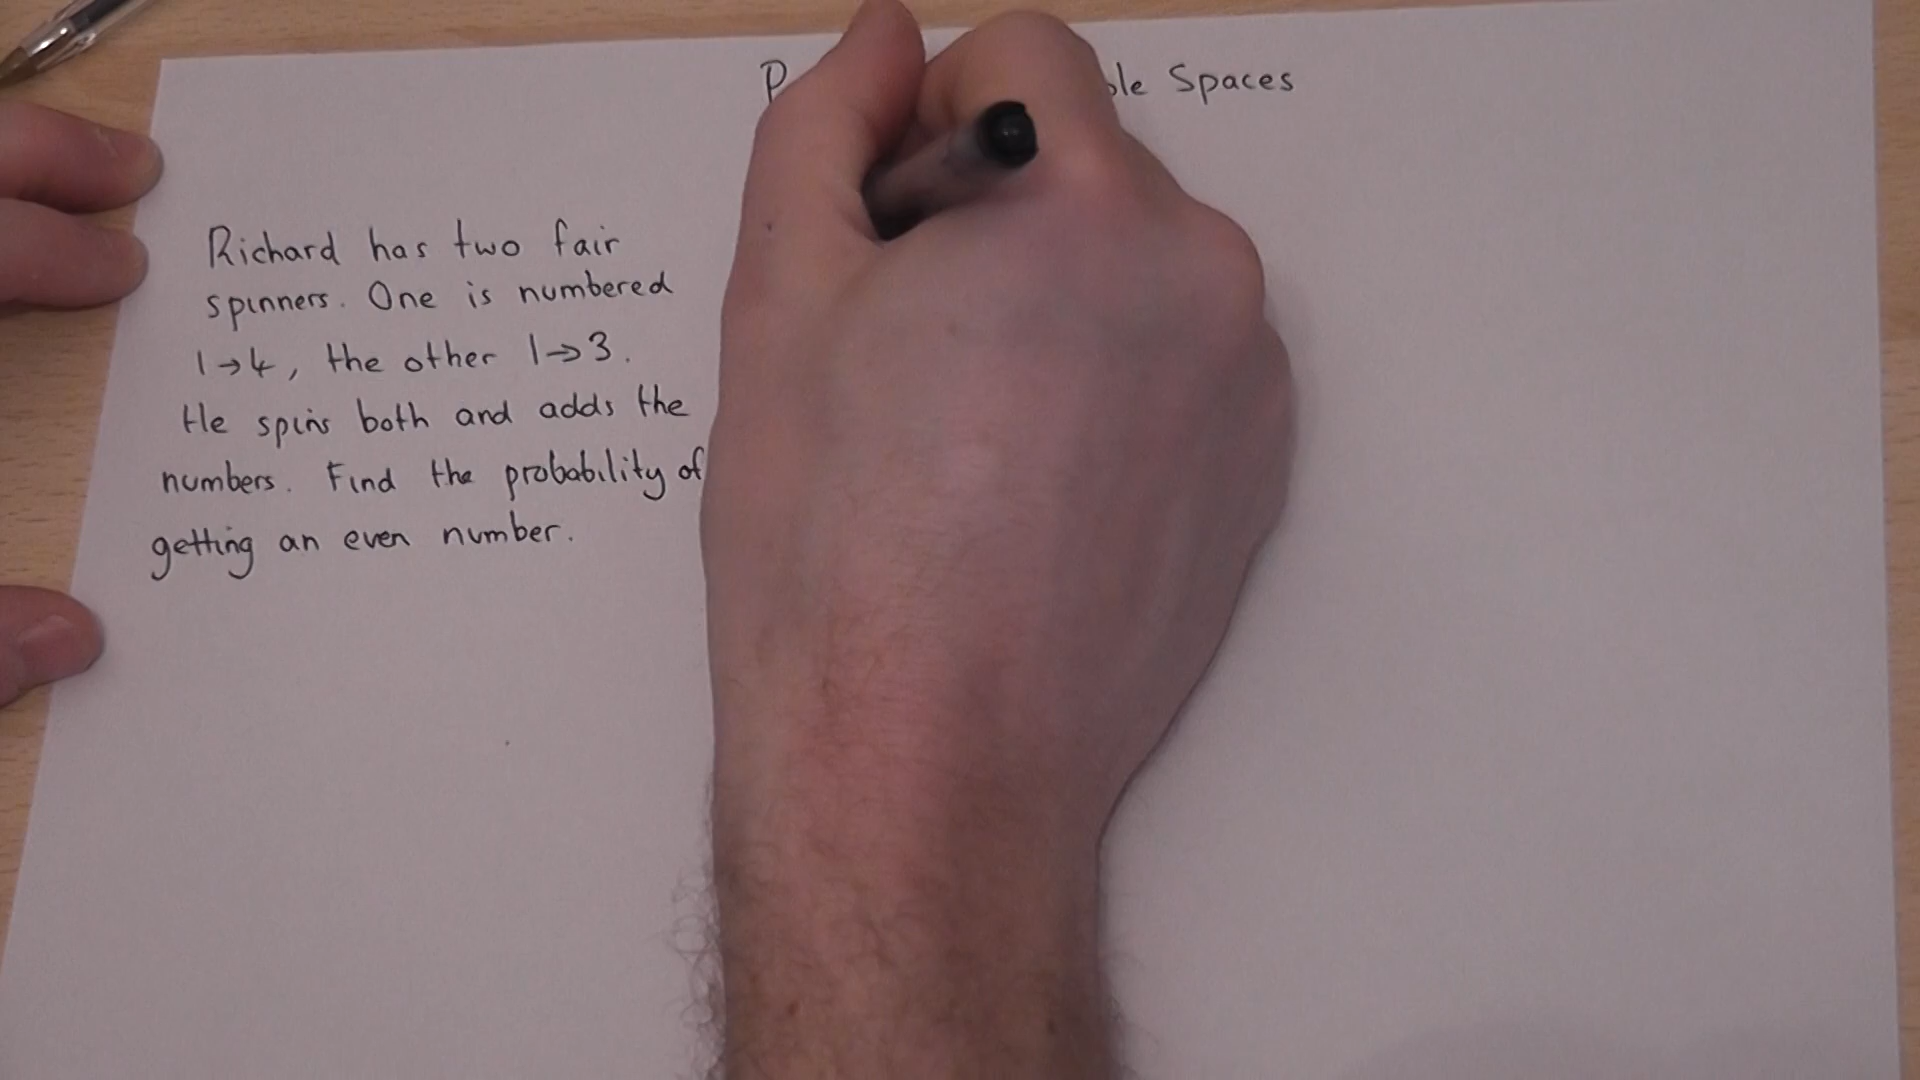 Spaces
Richard has two fair
spinners. One is numbered
1→4, the other 1→3.
He spins both and adds the
numbers. Find the probability of
getting an even number.